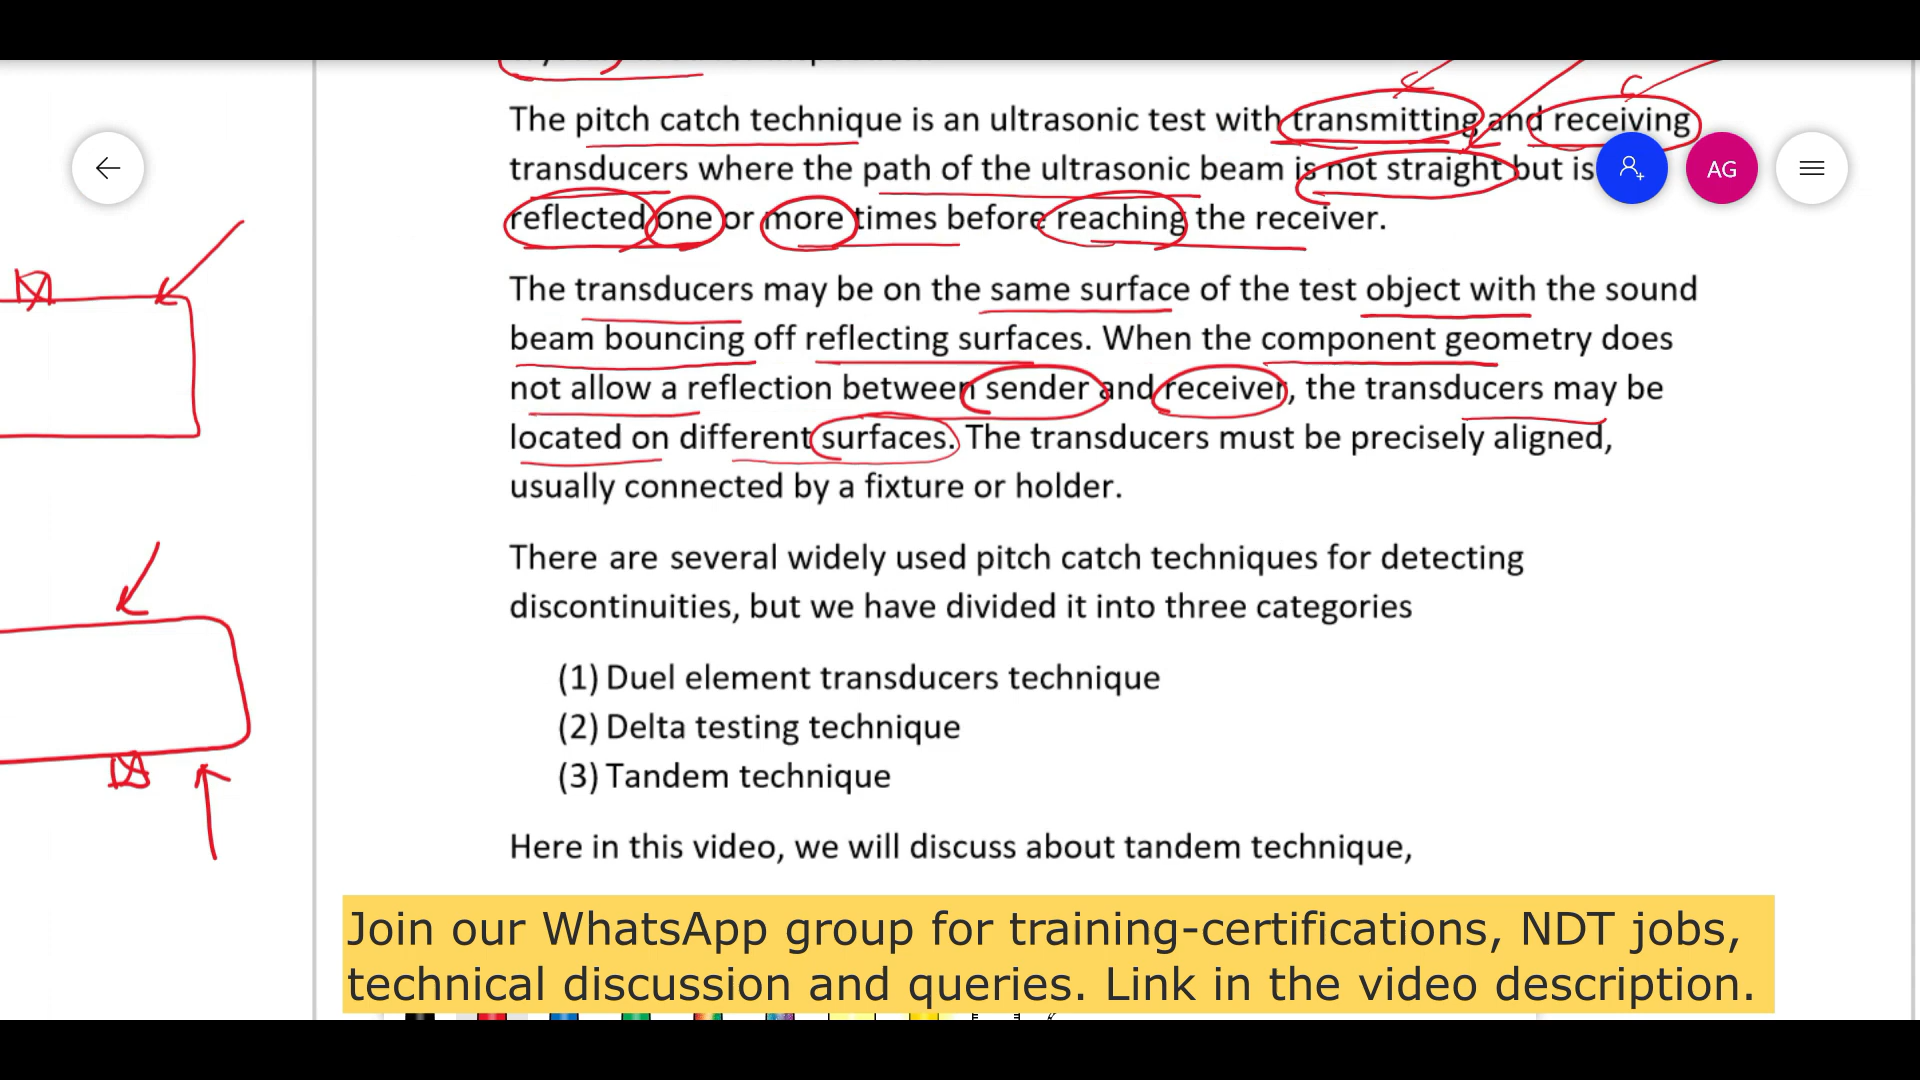 The pitch catch technique is an ultrasonic test with transmitting and receiving
transducers where the path of the ultrasonic beam is not straight but is
AG
reflected one or more times before reaching the receiver.
The transducers may be on the same surface of the test object with the sound
beam bouncing off reflecting surfaces. When the component geometry does
not allow a reflection between sender and receiver, the transducers may be
located on different surfaces. The transducers must be precisely aligned,
usually connected by a fixture or holder.
There are several widely used pitch catch techniques for detecting
discontinuities, but we have divided it into three categories
(1) Duel element transducers technique
(2) Delta testing technique
(3) Tandem technique
Here in this video, we will discuss about tandem technique,
Join our WhatsApp group for training-certifications, NDT jobs,
technical discussion and queries. Link in the video description.